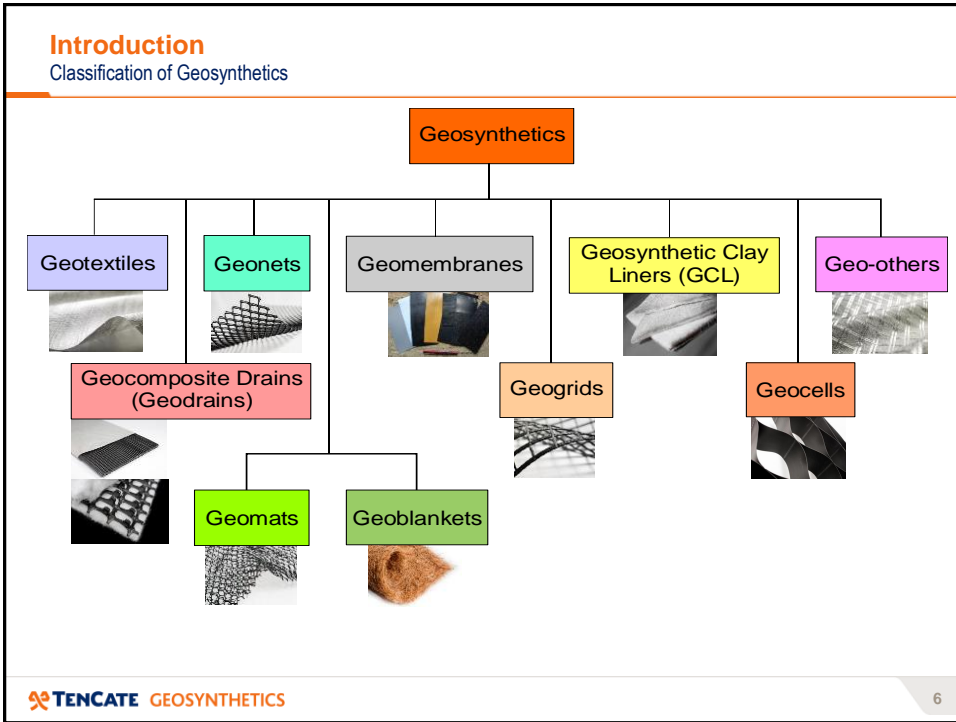 Introduction
Classification of Geosynthetics
Geosynthetics
Geotextiles
Geonets
Geomembranes
Geosynthetic Clay
Liners (GCL)
Geo-others
Geocomposite Drains
(Geodrains)
Geogrids
Geocells
Geomats
Geoblankets
TENCATE GEOSYNTHETICS
6